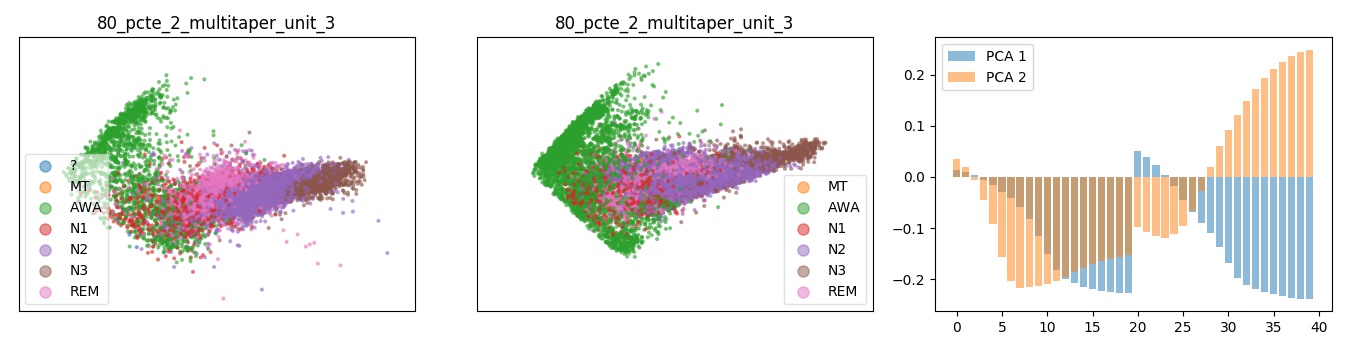 80_pcte_2_multitaper_unit_3
?
MT
AWA
N1
N2
N3
REM
80_pcte_2_multitaper_unit_3
MT
AWA
N1
N2
N3
REM
PCA 1
PCA 2
0.2
0.1
0.0
−0.1
−0.2
0 5 10 15 20 25 30 35 40